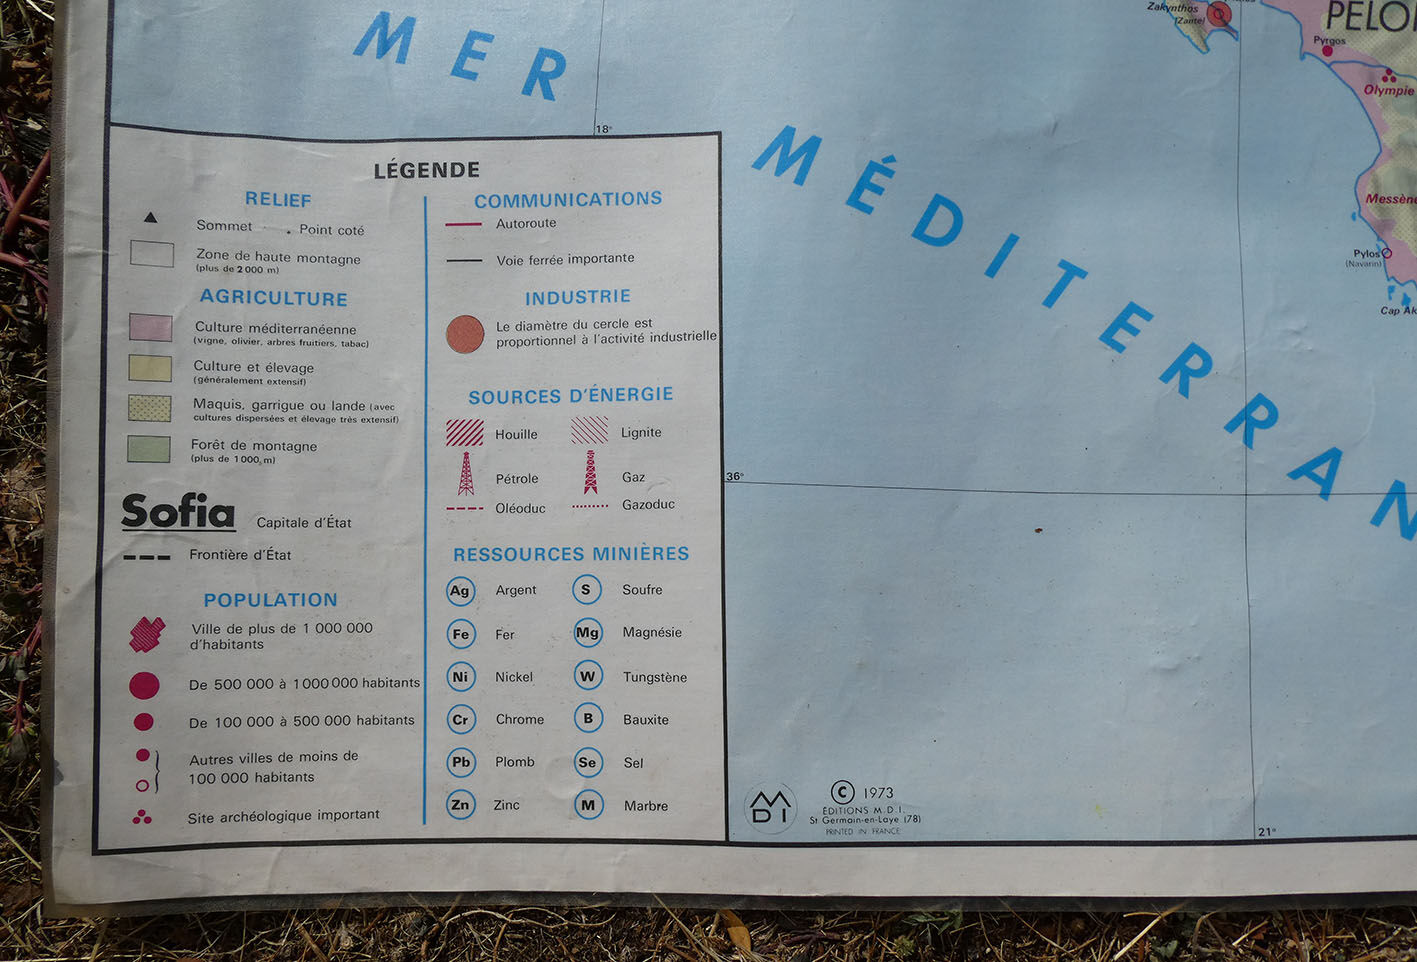 MER
MÉDITERRAN
18°
Zakynthos
(Zante)
PELO
Pyrgos
Olympie
Messèn
Pylos
(Navarin)
Cap Ak
36°
21°
LÉGENDE
RELIEF
Sommet . Point coté
Zone de haute montagne
(plus de 2 000 m)
AGRICULTURE
Culture méditerranéenne
(vigne, olivier, arbres fruitiers, tabac)
Culture et élevage
(généralement extensif)
Maquis, garrigue ou lande (avec
cultures dispersées et élevage très extensif)
Forêt de montagne
(plus de 1 000 m)
Sofia Capitale d'État
Frontière d'État
POPULATION
Ville de plus de 1 000 000
d'habitants
De 500 000 à 1 000 000 habitants
De 100 000 à 500 000 habitants
Autres villes de moins de
100 000 habitants
Site archéologique important
COMMUNICATIONS
Autoroute
Voie ferrée importante
INDUSTRIE
Le diamètre du cercle est
proportionnel à l'activité industrielle
SOURCES D'ÉNERGIE
Houille Lignite
Pétrole Gaz
Oléoduc Gazoduc
RESSOURCES MINIÈRES
Ag Argent S Soufre
Fe Fer Mg Magnésie
Ni Nickel W Tungstène
Cr Chrome B Bauxite
Pb Plomb Se Sel
Zn Zinc M Marbre
MDI
© 1973
ÉDITIONS M.D.I.
St Germain-en-Laye (78)
PRINTED IN FRANCE